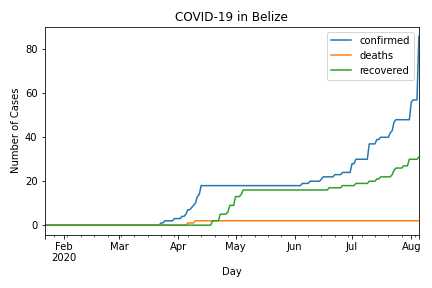 COVID-19 in Belize
confirmed
deaths
recovered
Number of Cases
80
60
40
20
0
Feb Mar Apr May Jun Jul Aug
2020
Day